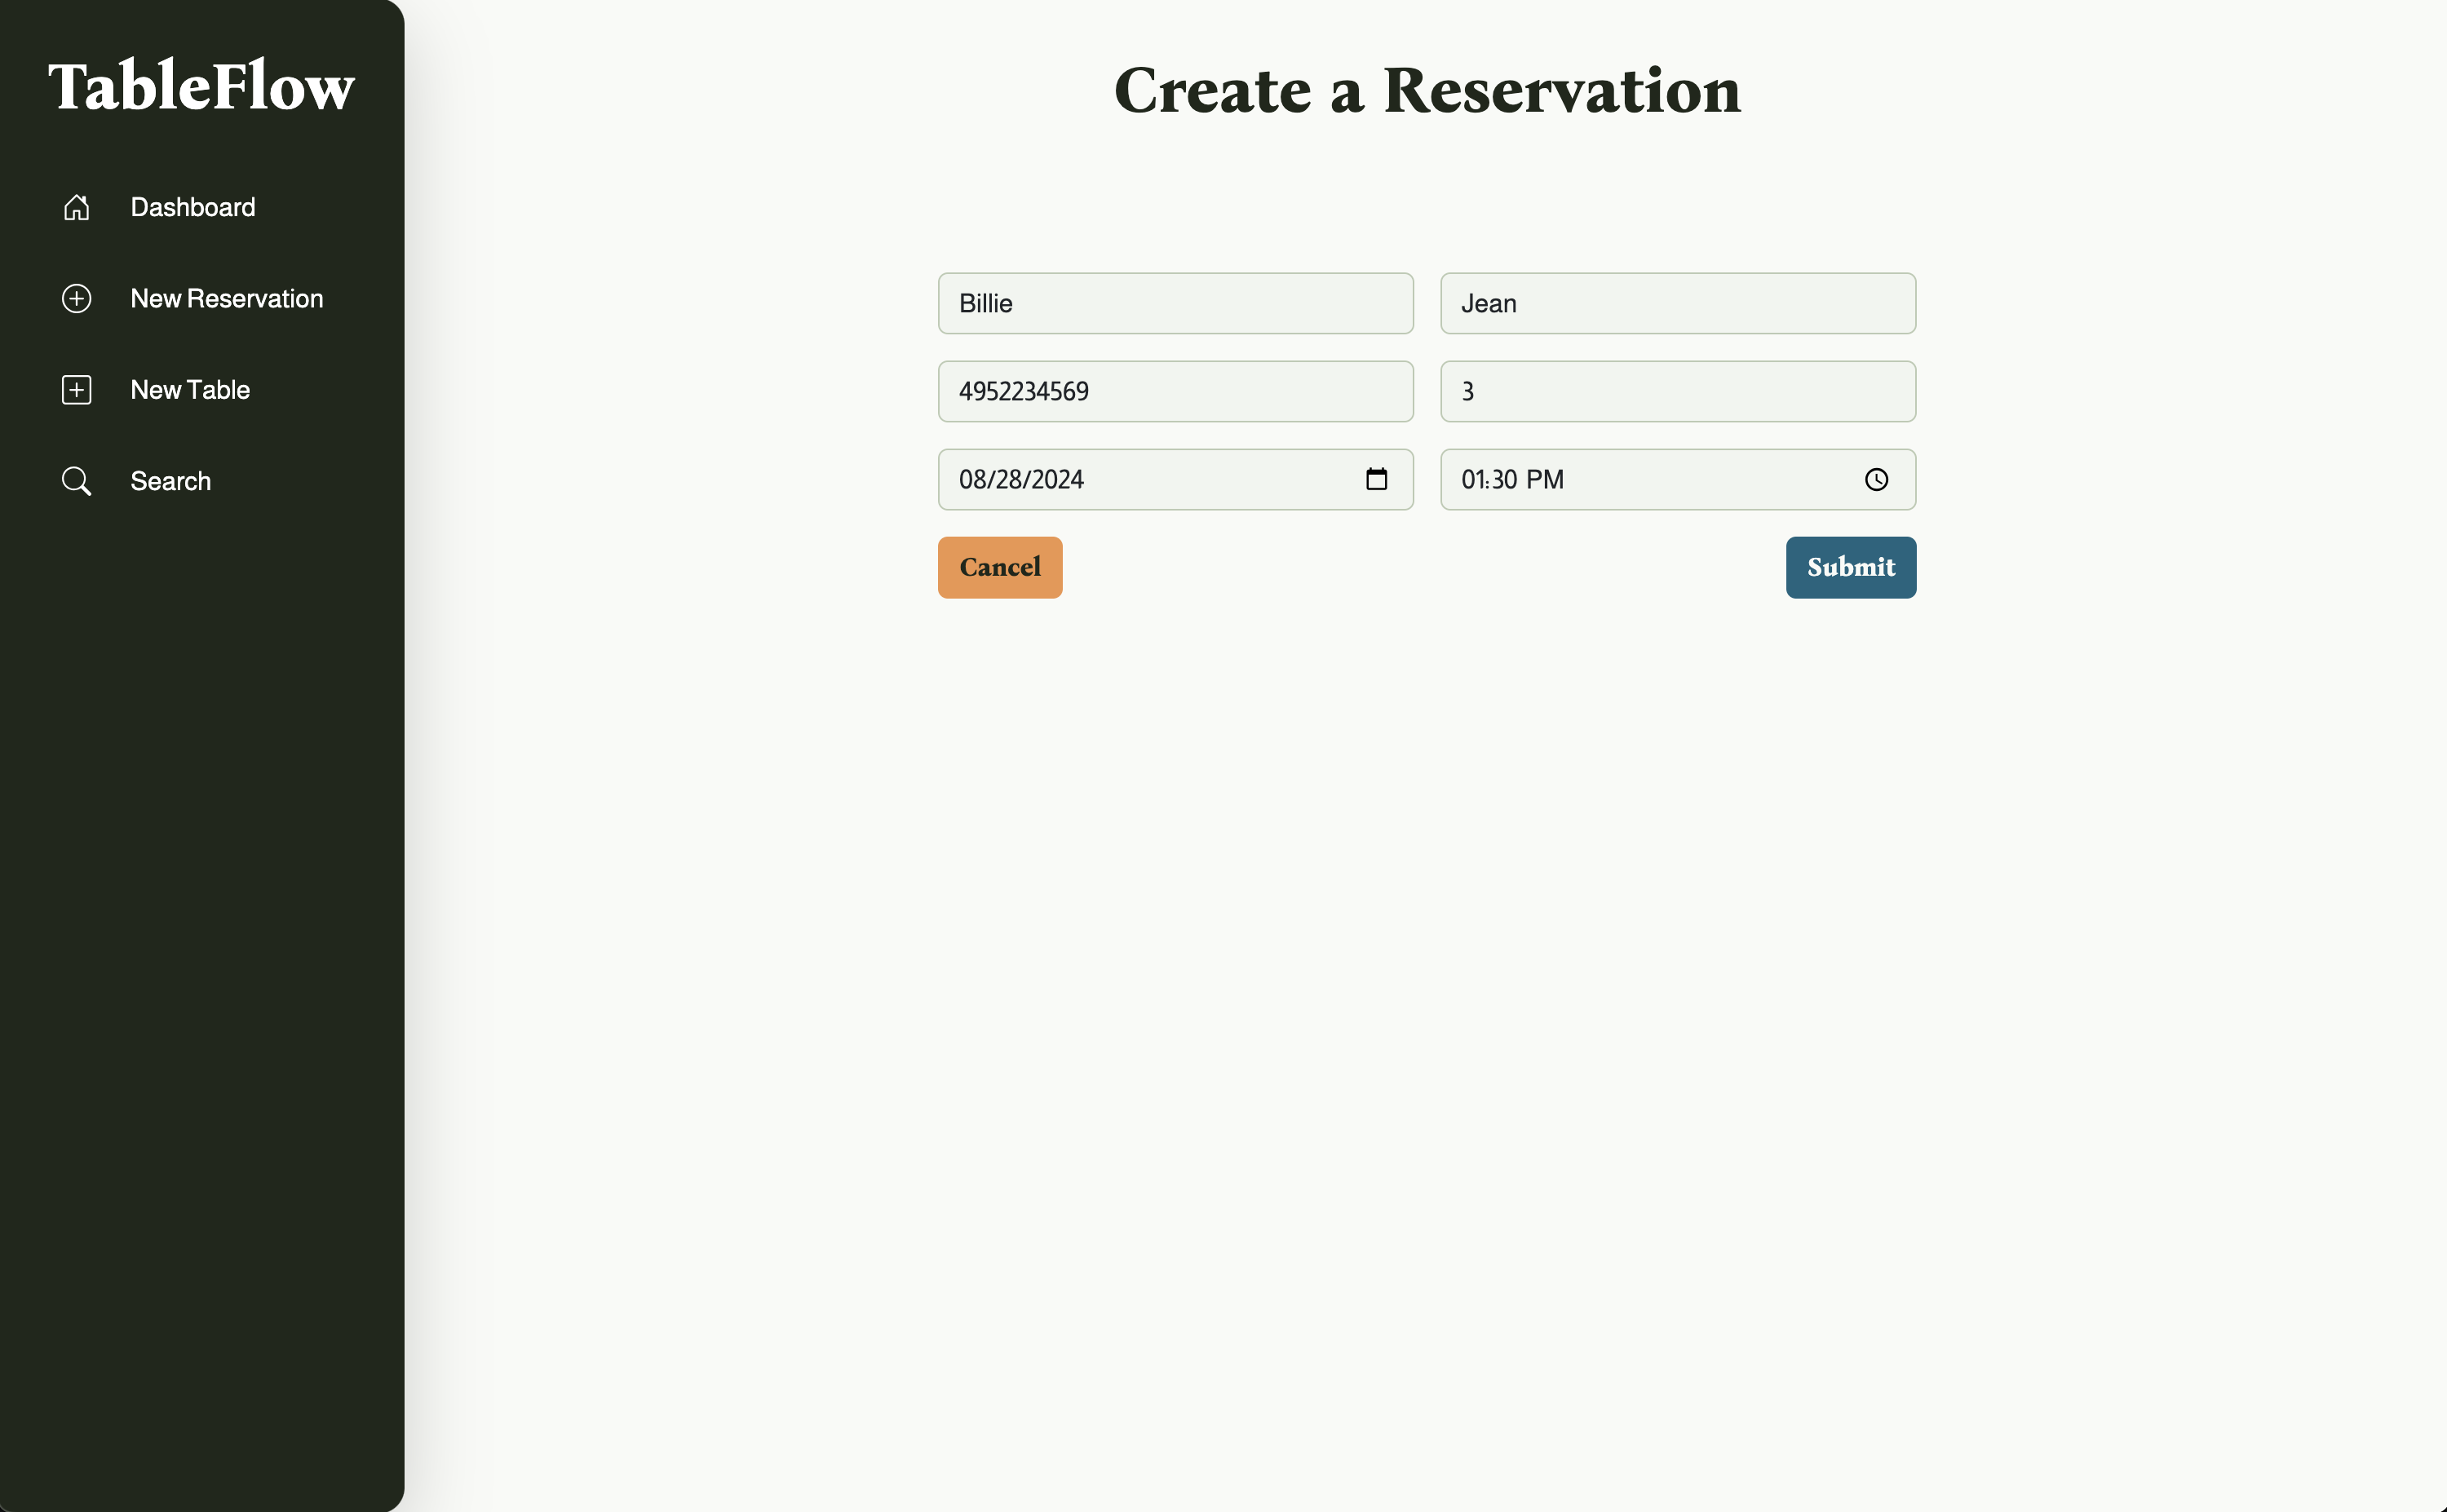 TableFlow
Dashboard
New Reservation
New Table
Search
Create a Reservation
Billie
Jean
4952234569
3
08/28/2024
01:30 PM
Cancel
Submit